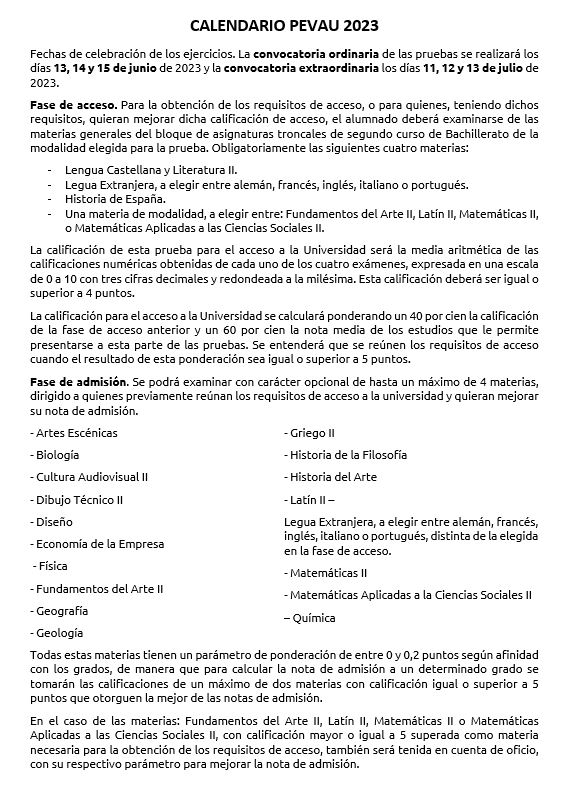 CALENDARIO PEVAU 2023
Fechas de celebración de los ejercicios. La convocatoria ordinaria de las pruebas se realizará los
días 13, 14 y 15 de junio de 2023 y la convocatoria extraordinaria los días 11, 12 y 13 de julio de
2023.
Fase de acceso. Para la obtención de los requisitos de acceso, o para quienes, teniendo dichos
requisitos, quieran mejorar dicha calificación de acceso, el alumnado deberá examinarse de las
materias generales del bloque de asignaturas troncales de segundo curso de Bachillerato de la
modalidad elegida para la prueba. Obligatoriamente las siguientes cuatro materias:
- Lengua Castellana y Literatura II.
- Legua Extranjera, a elegir entre alemán, francés, inglés, italiano o portugués.
- Historia de España.
- Una materia de modalidad, a elegir entre: Fundamentos del Arte II, Latín II, Matemáticas II,
o Matemáticas Aplicadas a las Ciencias Sociales II.
La calificación de esta prueba para el acceso a la Universidad será la media aritmética de las
calificaciones numéricas obtenidas de cada uno de los cuatro exámenes, expresada en una escala
de 0 a 10 con tres cifras decimales y redondeada a la milésima. Esta calificación deberá ser igual o
superior a 4 puntos.
La calificación para el acceso a la Universidad se calculará ponderando un 40 por cien la calificación
de la fase de acceso anterior y un 60 por cien la nota media de los estudios que le permite
presentarse a esta parte de las pruebas. Se entenderá que se reúnen los requisitos de acceso
cuando el resultado de esta ponderación sea igual o superior a 5 puntos.
Fase de admisión. Se podrá examinar con carácter opcional de hasta un máximo de 4 materias,
dirigido a quienes previamente reúnan los requisitos de acceso a la universidad y quieran mejorar
su nota de admisión.
- Artes Escénicas
- Biología
- Cultura Audiovisual II
- Dibujo Técnico II
- Diseño
- Economía de la Empresa
- Física
- Fundamentos del Arte II
- Geografía
- Geología
- Griego II
- Historia de la Filosofía
- Historia del Arte
- Latín II –
Legua Extranjera, a elegir entre alemán, francés,
inglés, italiano o portugués, distinta de la elegida
en la fase de acceso.
- Matemáticas II
- Matemáticas Aplicadas a la Ciencias Sociales II
– Química
Todas estas materias tienen un parámetro de ponderación de entre 0 y 0,2 puntos según afinidad
con los grados, de manera que para calcular la nota de admisión a un determinado grado se
tomarán las calificaciones de un máximo de dos materias con calificación igual o superior a 5
puntos que otorguen la mejor de las notas de admisión.
En el caso de las materias: Fundamentos del Arte II, Latín II, Matemáticas II o Matemáticas
Aplicadas a las Ciencias Sociales II, con calificación mayor o igual a 5 superada como materia
necesaria para la obtención de los requisitos de acceso, también será tenida en cuenta de oficio,
con su respectivo parámetro para mejorar la nota de admisión.